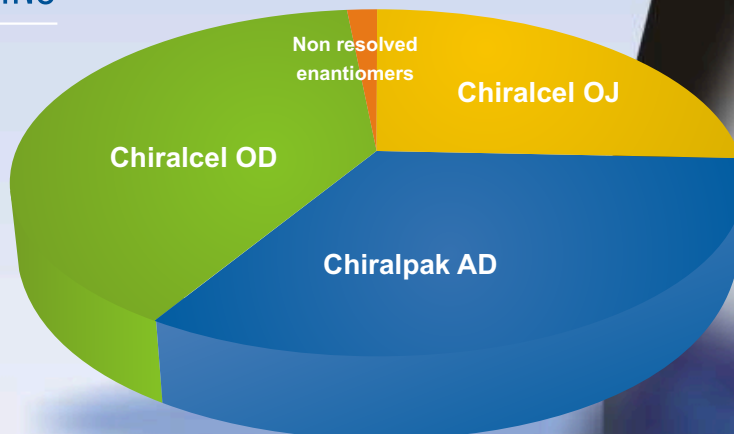 Non resolved
enantiomers
Chiralcel OJ
Chiralcel OD
Chiralpak AD